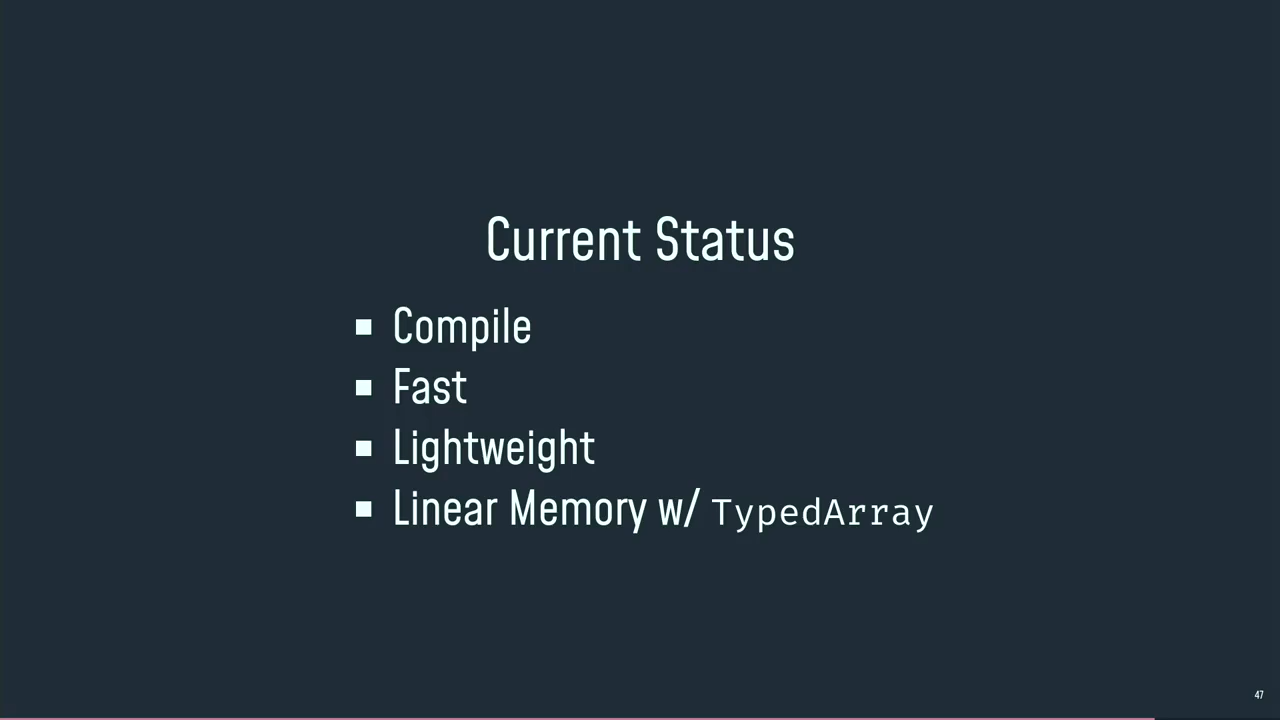 Current Status
Compile
Fast
Lightweight
Linear Memory w/ TypedArray
47